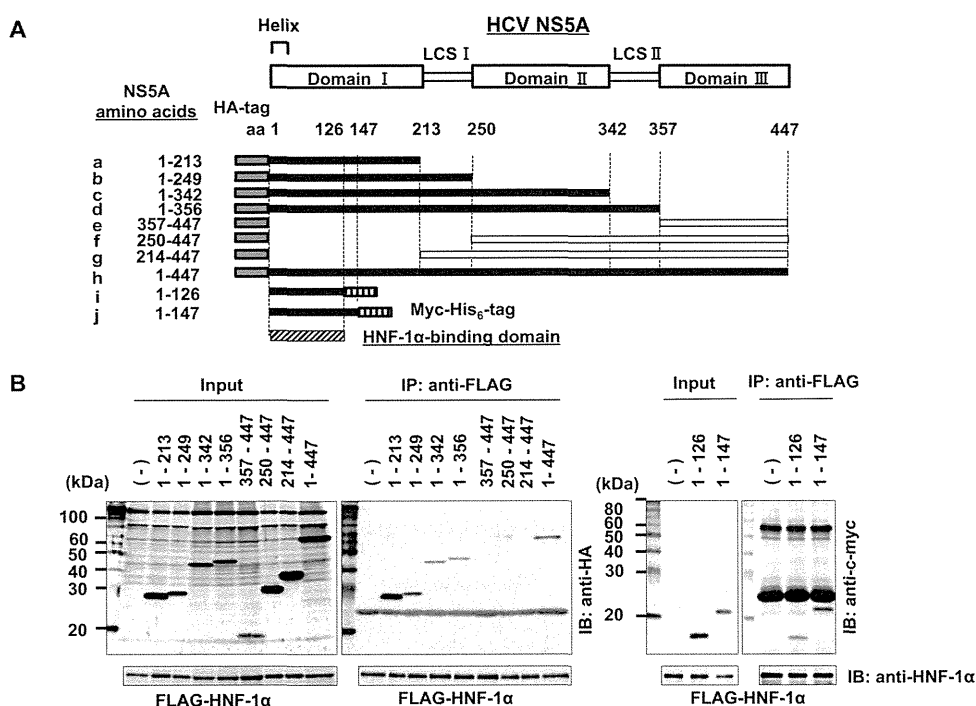 A
HCV NS5A
Helix
LCS Ⅰ
LCS Ⅱ
Domain Ⅰ
Domain Ⅱ
Domain Ⅲ
NS5A
amino acids
HA-tag
aa 1 126 147 213 250 342 357 447
a 1-213
b 1-249
c 1-342
d 1-356
e 357-447
f 250-447
g 214-447
h 1-447
i 1-126
j 1-147
Myc-His6-tag
HNF-1α-binding domain
B
Input
IP: anti-FLAG
Input
IP: anti-FLAG
(-)
1 - 213
1 - 249
1 - 342
1 - 356
357 - 447
250 - 447
214 - 447
1 - 447
(-)
1 - 213
1 - 249
1 - 342
1 - 356
357 - 447
250 - 447
214 - 447
1- 447
(-)
1 - 126
1 - 147
(-)
1 - 126
1 - 147
(kDa)
100
60
50
40
30
20
IB: anti-HA
(kDa)
80
60
50
40
30
20
IB: anti-c-myc
IB: anti-HNF-1α
FLAG-HNF-1α
FLAG-HNF-1α
FLAG-HNF-1α